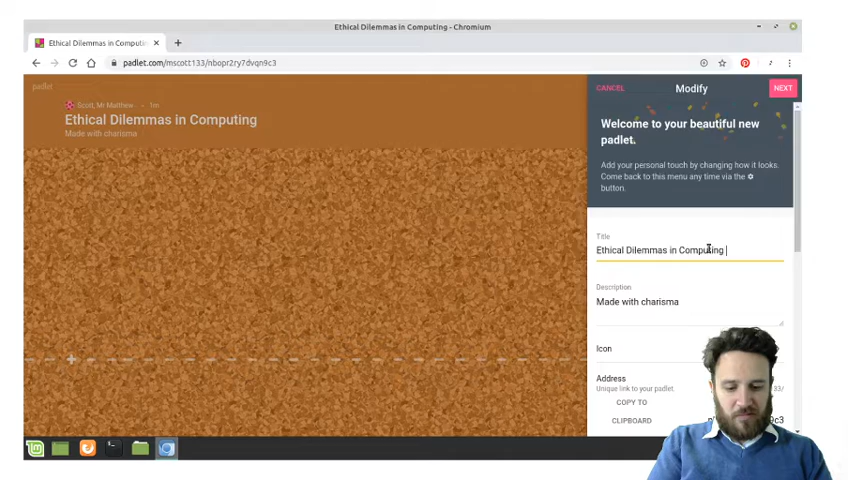 Ethical Dilemmas in Computing - Chromium
Ethical Dilemmas in Computin
padlet.com/mscott133/nbopr2ry7dvqn9c3
padlet
Scott, Mr Matthew · 1m
Ethical Dilemmas in Computing
Made with charisma
CANCEL
Modify
NEXT
Welcome to your beautiful new
padlet.
Add your personal touch by changing how it looks.
Come back to this menu any time via the
button.
Title
Ethical Dilemmas in Computing
Description
Made with charisma
Icon
Address
Unique link to your padlet.
33/
COPY TO
CLIPBOARD
9c3